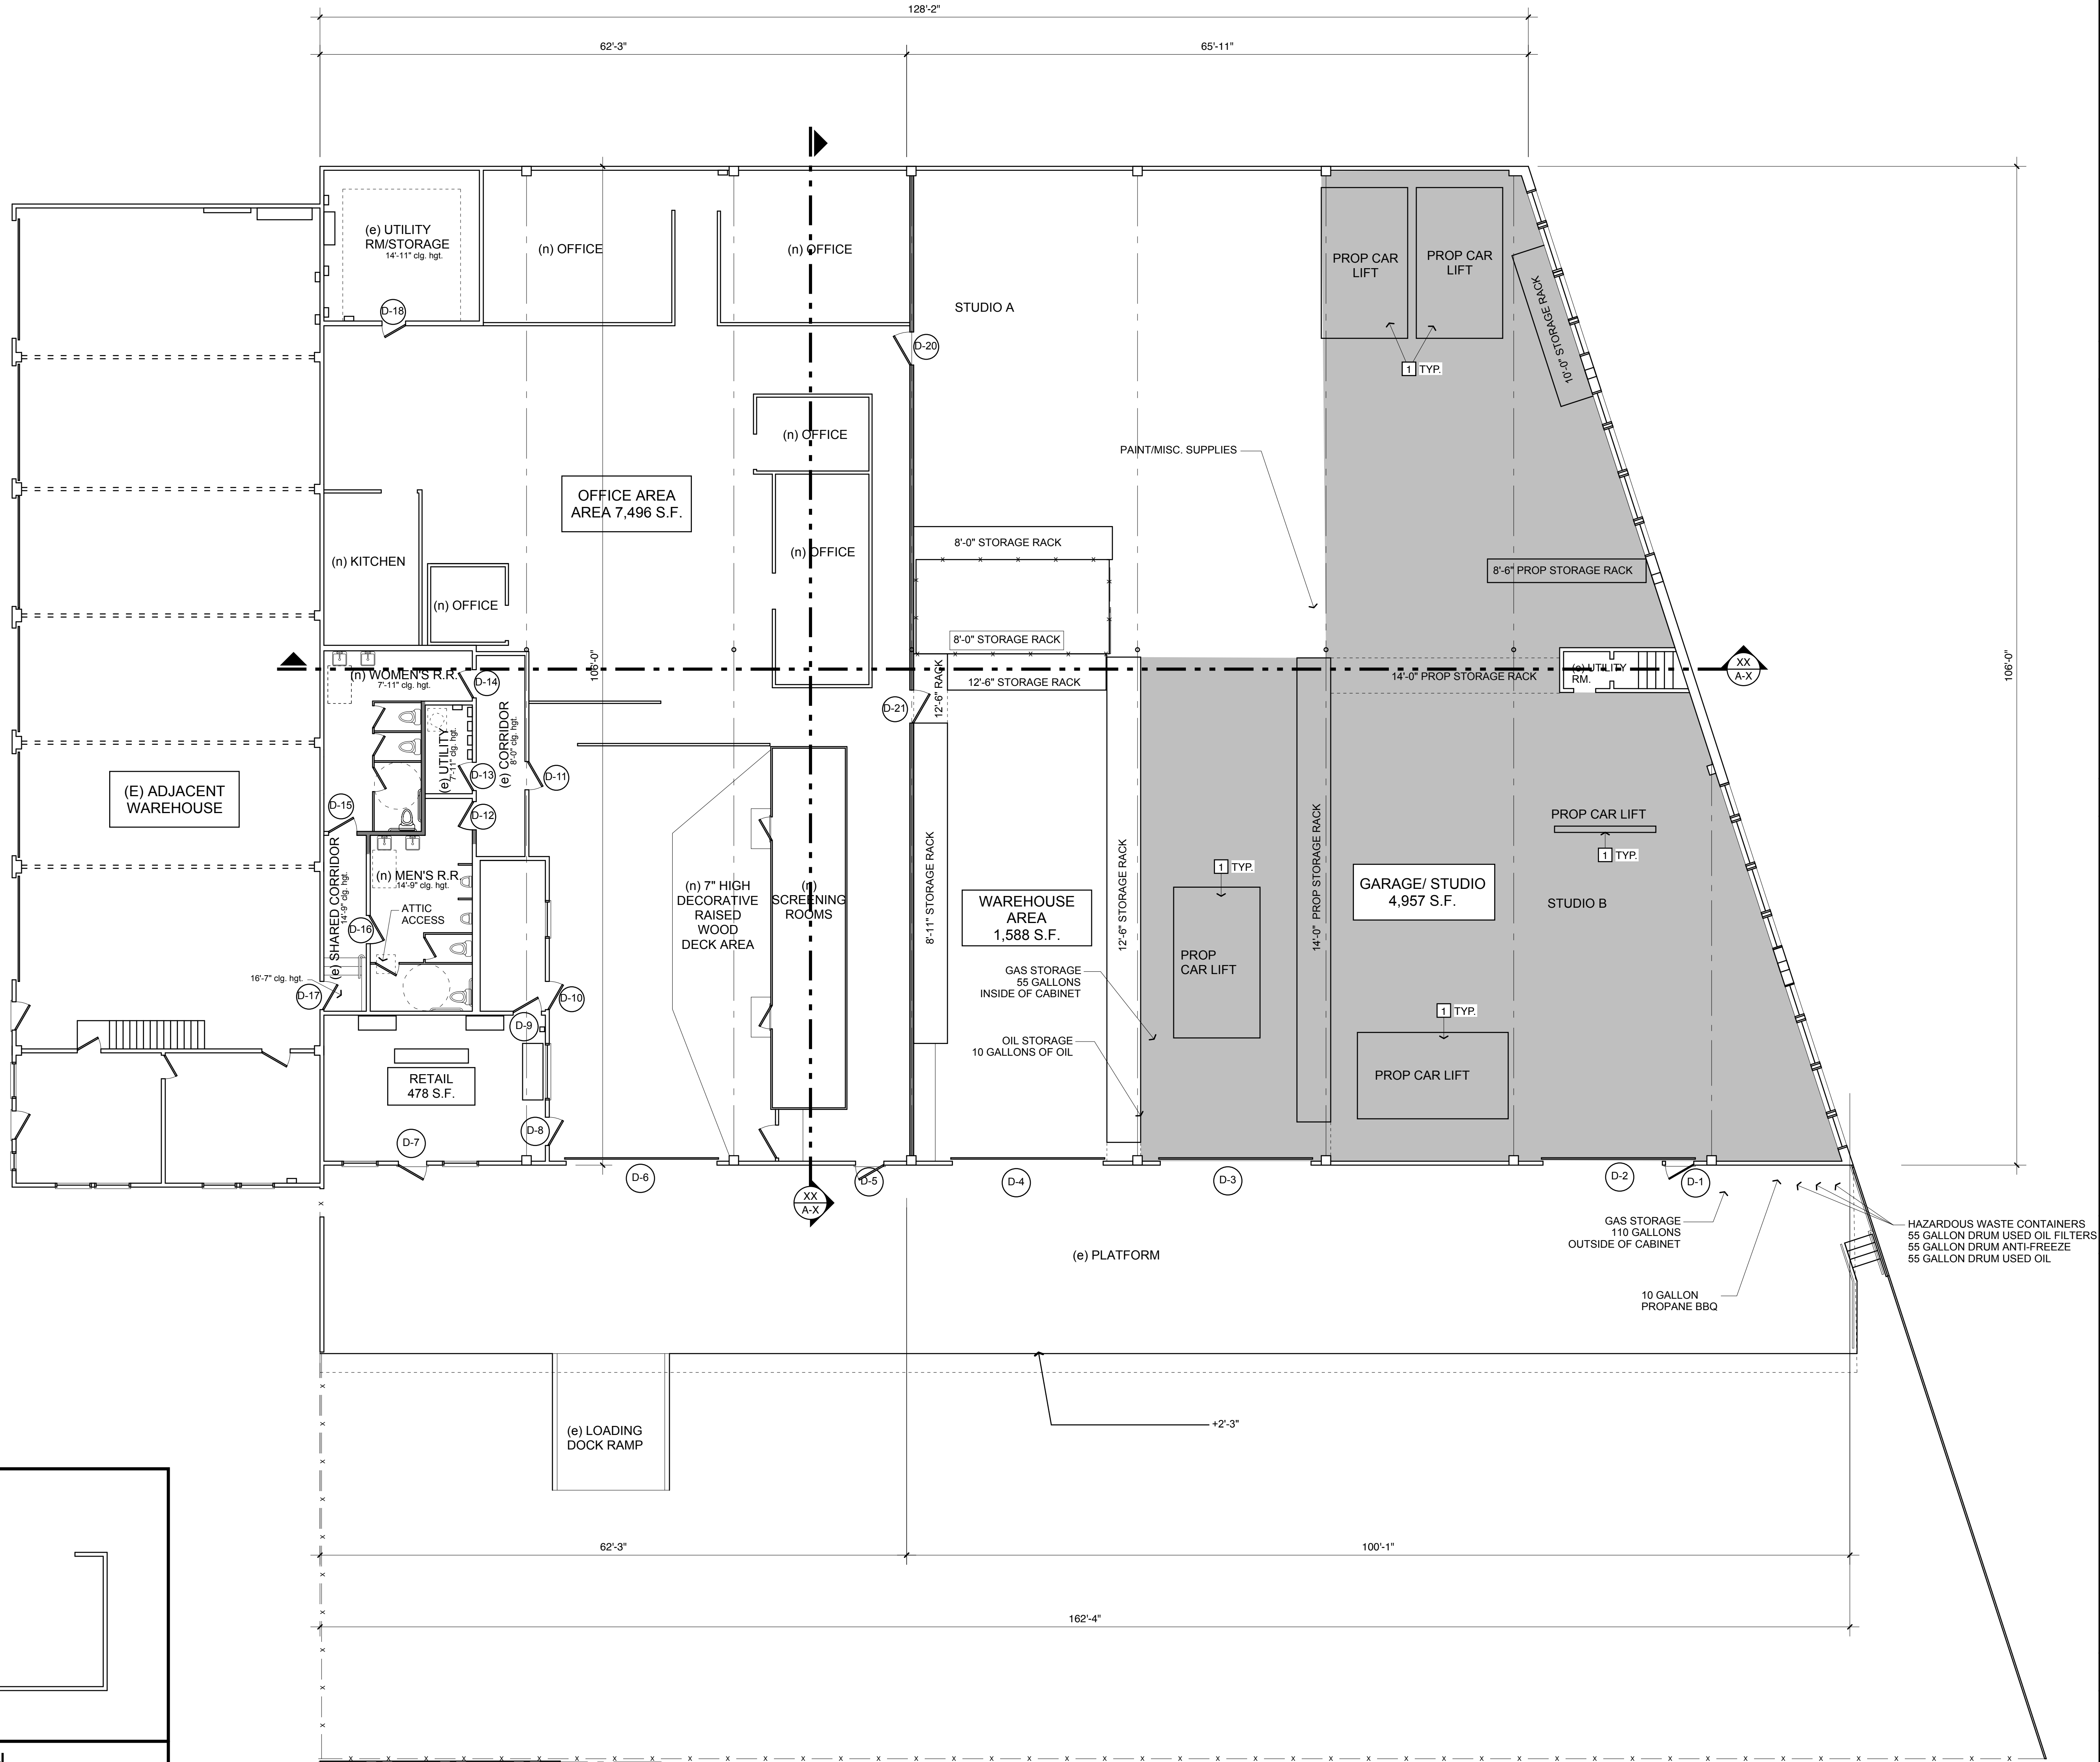 128'-2"
62'-3"
65'-11"
(e) UTILITY
RM/STORAGE
14'-11" clg. hgt.
(n) OFFICE
(n) OFFICE
STUDIO A
PROP CAR
LIFT
PROP CAR
LIFT
10'-0" STORAGE RACK
D-18
D-20
1 TYP.
(n) OFFICE
PAINT/MISC. SUPPLIES
OFFICE AREA
AREA 7,496 S.F.
(n) KITCHEN
(n) OFFICE
(n) OFFICE
8'-0" STORAGE RACK
8'-6" PROP STORAGE RACK
8'-0" STORAGE RACK
106'-0"
106'-0"
(n) WOMEN'S R.R.
7'-11" clg. hgt.
D-14
12'-6" RACK
12'-6" STORAGE RACK
14'-0" PROP STORAGE RACK
(e) UTILITY
RM.
XX
A-X
D-21
(e) UTILITY
7'-11" clg. hgt.
(e) CORRIDOR
8'-0" clg. hgt.
D-13
D-11
(E) ADJACENT
WAREHOUSE
D-15
D-12
PROP CAR LIFT
1 TYP.
(e) SHARED CORRIDOR
14'-9" clg. hgt.
(n) MEN'S R.R.
14'-9" clg. hgt.
ATTIC
ACCESS
D-16
(n) 7" HIGH
DECORATIVE
RAISED
WOOD
DECK AREA
(n)
SCREENING
ROOMS
8'-11" STORAGE RACK
WAREHOUSE
AREA
1,588 S.F.
12'-6" STORAGE RACK
1 TYP.
14'-0" PROP STORAGE RACK
GARAGE/ STUDIO
4,957 S.F.
STUDIO B
PROP
CAR LIFT
GAS STORAGE
55 GALLONS
INSIDE OF CABINET
16'-7" clg. hgt.
D-17
D-10
D-9
1 TYP.
OIL STORAGE
10 GALLONS OF OIL
PROP CAR LIFT
RETAIL
478 S.F.
D-7
D-8
D-6
D-5
D-4
D-3
D-2
D-1
XX
A-X
GAS STORAGE
110 GALLONS
OUTSIDE OF CABINET
HAZARDOUS WASTE CONTAINERS
55 GALLON DRUM USED OIL FILTERS
55 GALLON DRUM ANTI-FREEZE
55 GALLON DRUM USED OIL
(e) PLATFORM
10 GALLON
PROPANE BBQ
+2'-3"
(e) LOADING
DOCK RAMP
62'-3"
100'-1"
162'-4"